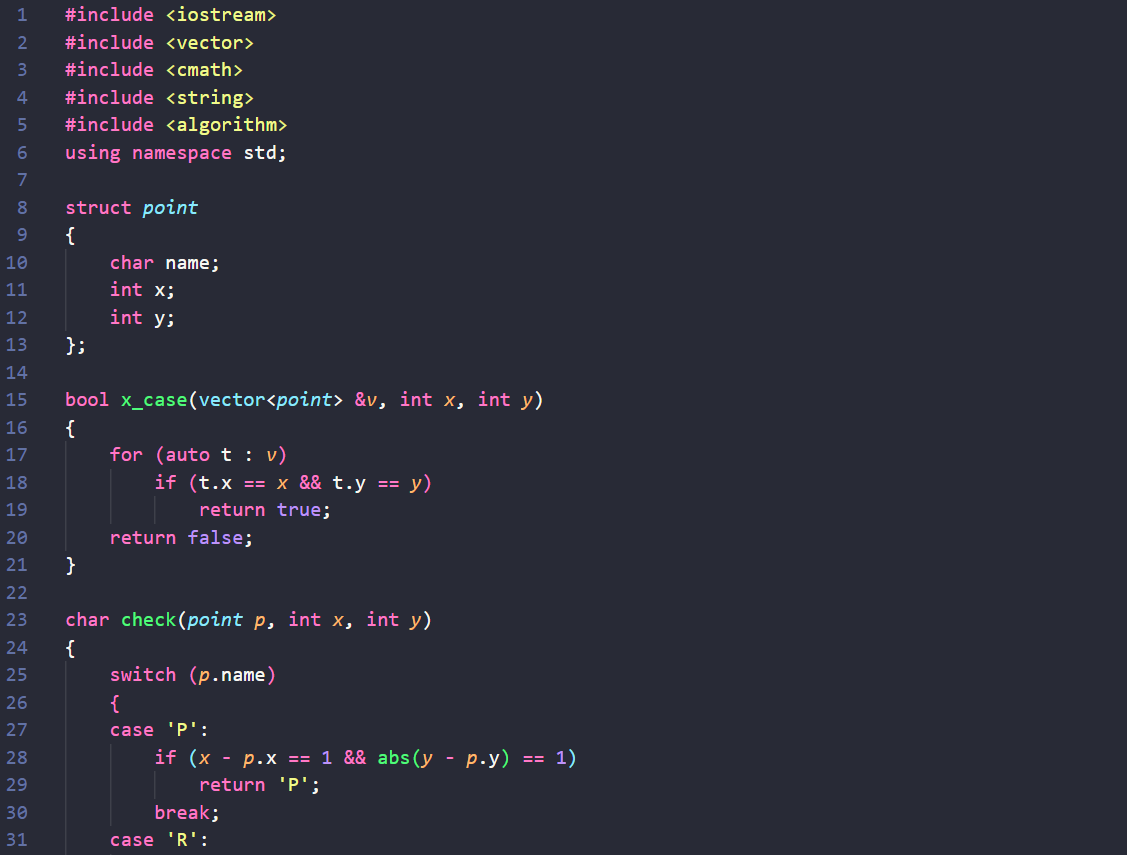 1 #include <iostream>
2 #include <vector>
3 #include <cmath>
4 #include <string>
5 #include <algorithm>
6 using namespace std;
7
8 struct point
9 {
10     char name;
11     int x;
12     int y;
13 };
14
15 bool x_case(vector<point> &v, int x, int y)
16 {
17     for (auto t : v)
18         if (t.x == x && t.y == y)
19             return true;
20     return false;
21 }
22
23 char check(point p, int x, int y)
24 {
25     switch (p.name)
26     {
27     case 'P':
28         if (x - p.x == 1 && abs(y - p.y) == 1)
29             return 'P';
30         break;
31     case 'R':